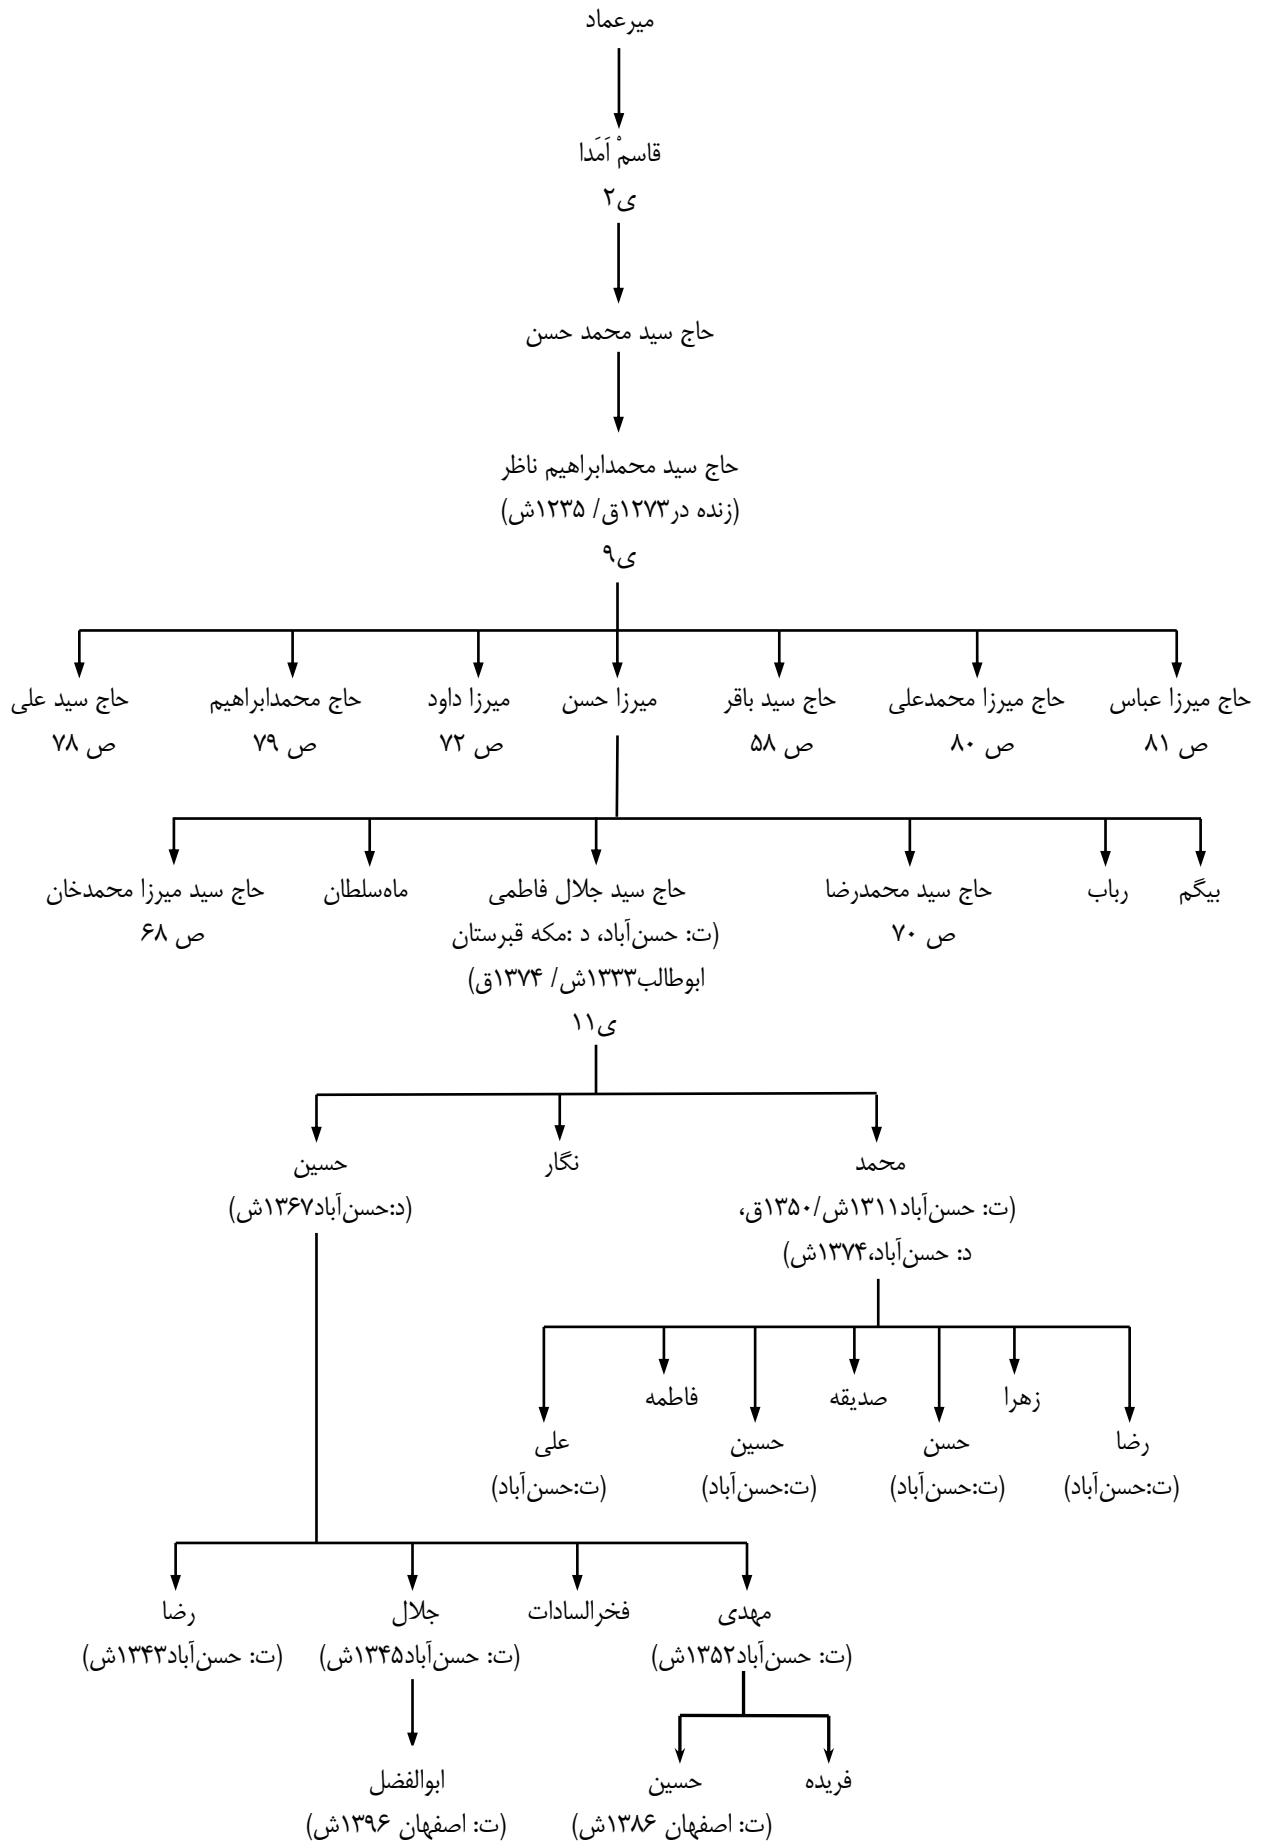 میرعماد
قاسمْ اَمَدا
ی۲
حاج سید محمد حسن
حاج سید محمدابراهیم ناظر
(زنده در۱۲۷۳ق/ ۱۲۳۵ش)
ی۹
حاج میرزا عباس حاج میرزا محمدعلی حاج سید باقر میرزا حسن میرزا داود حاج محمدابراهیم حاج سید علی
ص ۸۱ ص ۸۰ ص ۵۸ ص ۷۲ ص ۷۹ ص ۷۸
بیگم رباب حاج سید محمدرضا حاج سید جلال فاطمی ماه‌سلطان حاج سید میرزا محمدخان
ص ۷۰ (ت: حسن‌آباد، د :مکه قبرستان ص ۶۸
ابوطالب۱۳۳۳ش/ ۱۳۷۴ق)
ی۱۱
محمد نگار حسین
(ت: حسن‌آباد۱۳۱۱ش/۱۳۵۰ق، (د:حسن‌آباد۱۳۶۷ش)
د: حسن‌آباد،۱۳۷۴ش)
زهرا صدیقه فاطمه
رضا حسن حسین علی
(ت:حسن‌آباد) (ت:حسن‌آباد) (ت:حسن‌آباد) (ت:حسن‌آباد)
مهدی فخرالسادات جلال رضا
(ت: حسن‌آباد۱۳۵۲ش) (ت: حسن‌آباد۱۳۴۵ش) (ت: حسن‌آباد۱۳۴۳ش)
فریده حسین ابوالفضل
(ت: اصفهان ۱۳۸۶ش) (ت: اصفهان ۱۳۹۶ش)